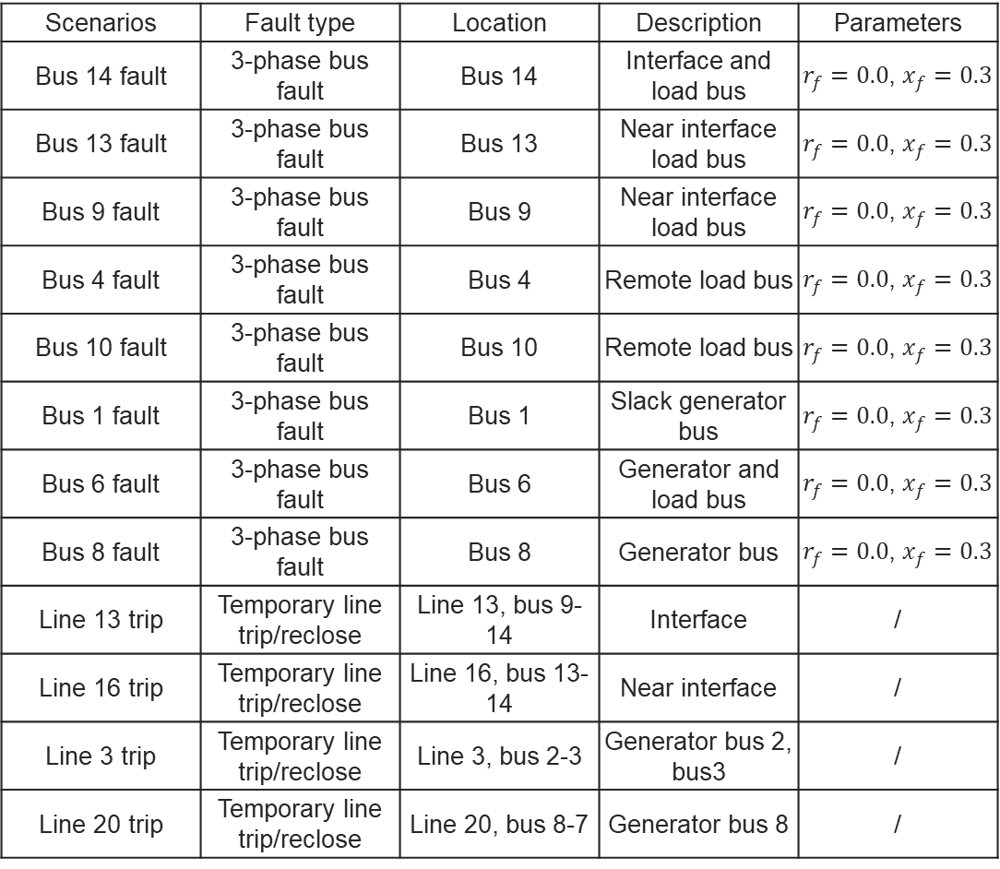 Scenarios Fault type Location Description Parameters
Bus 14 fault 3-phase bus fault Bus 14 Interface and load bus r_f = 0.0, x_f = 0.3
Bus 13 fault 3-phase bus fault Bus 13 Near interface load bus r_f = 0.0, x_f = 0.3
Bus 9 fault 3-phase bus fault Bus 9 Near interface load bus r_f = 0.0, x_f = 0.3
Bus 4 fault 3-phase bus fault Bus 4 Remote load bus r_f = 0.0, x_f = 0.3
Bus 10 fault 3-phase bus fault Bus 10 Remote load bus r_f = 0.0, x_f = 0.3
Bus 1 fault 3-phase bus fault Bus 1 Slack generator bus r_f = 0.0, x_f = 0.3
Bus 6 fault 3-phase bus fault Bus 6 Generator and load bus r_f = 0.0, x_f = 0.3
Bus 8 fault 3-phase bus fault Bus 8 Generator bus r_f = 0.0, x_f = 0.3
Line 13 trip Temporary line trip/reclose Line 13, bus 9-14 Interface /
Line 16 trip Temporary line trip/reclose Line 16, bus 13-14 Near interface /
Line 3 trip Temporary line trip/reclose Line 3, bus 2-3 Generator bus 2, bus3 /
Line 20 trip Temporary line trip/reclose Line 20, bus 8-7 Generator bus 8 /